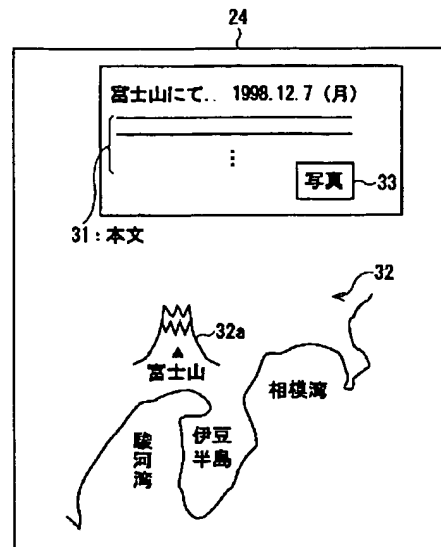 24
富士山にて.. 1998.12.7 (月)
⋮
写真
33
31:本文
32
32a
▲
富士山
相模湾
伊豆
半島
駿河湾